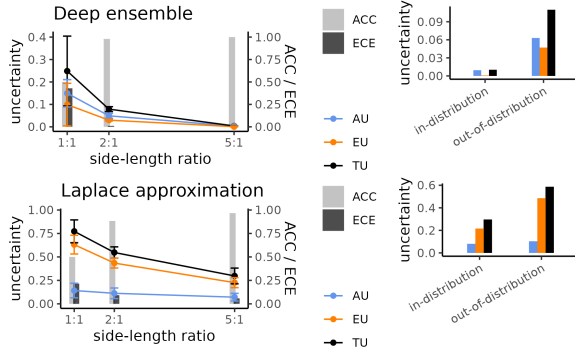 Deep ensemble
uncertainty
0.4
0.3
0.2
0.1
0.0
1.00
0.75
0.50
0.25
0.00
ACC / ECE
1:1
2:1
5:1
side-length ratio
ACC
ECE
AU
EU
TU
uncertainty
0.09
0.06
0.03
0.00
in-distribution
out-of-distribution
Laplace approximation
uncertainty
1.00
0.75
0.50
0.25
0.00
1.00
0.75
0.50
0.25
0.00
ACC / ECE
1:1
2:1
5:1
side-length ratio
ACC
ECE
AU
EU
TU
uncertainty
0.6
0.4
0.2
0.0
in-distribution
out-of-distribution